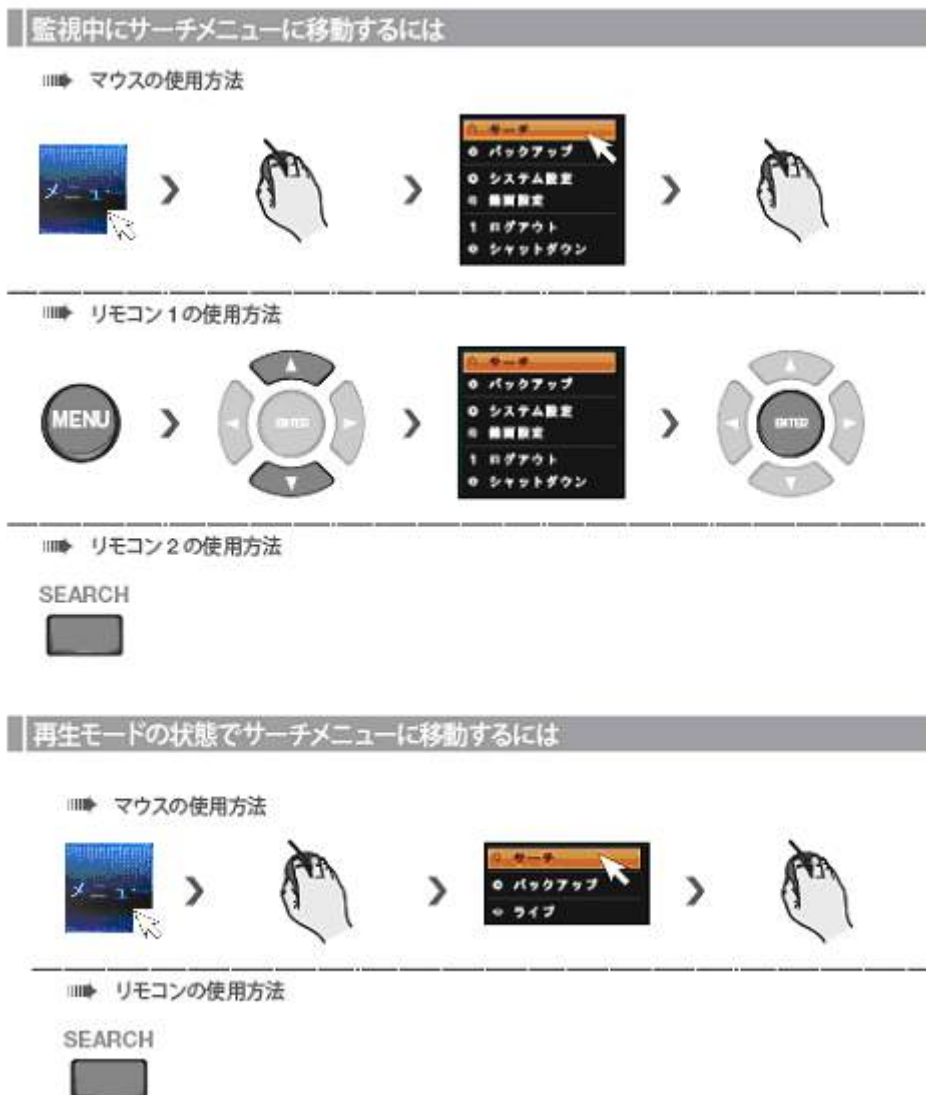 監視中にサーチメニューに移動するには
マウスの使用方法
メニュー
サーチ
バックアップ
システム設定
録画設定
ログアウト
シャットダウン
リモコン 1 の使用方法
MENU
ENTER
サーチ
バックアップ
システム設定
録画設定
ログアウト
シャットダウン
ENTER
リモコン 2 の使用方法
SEARCH
再生モードの状態でサーチメニューに移動するには
マウスの使用方法
メニュー
サーチ
バックアップ
ライブ
リモコンの使用方法
SEARCH